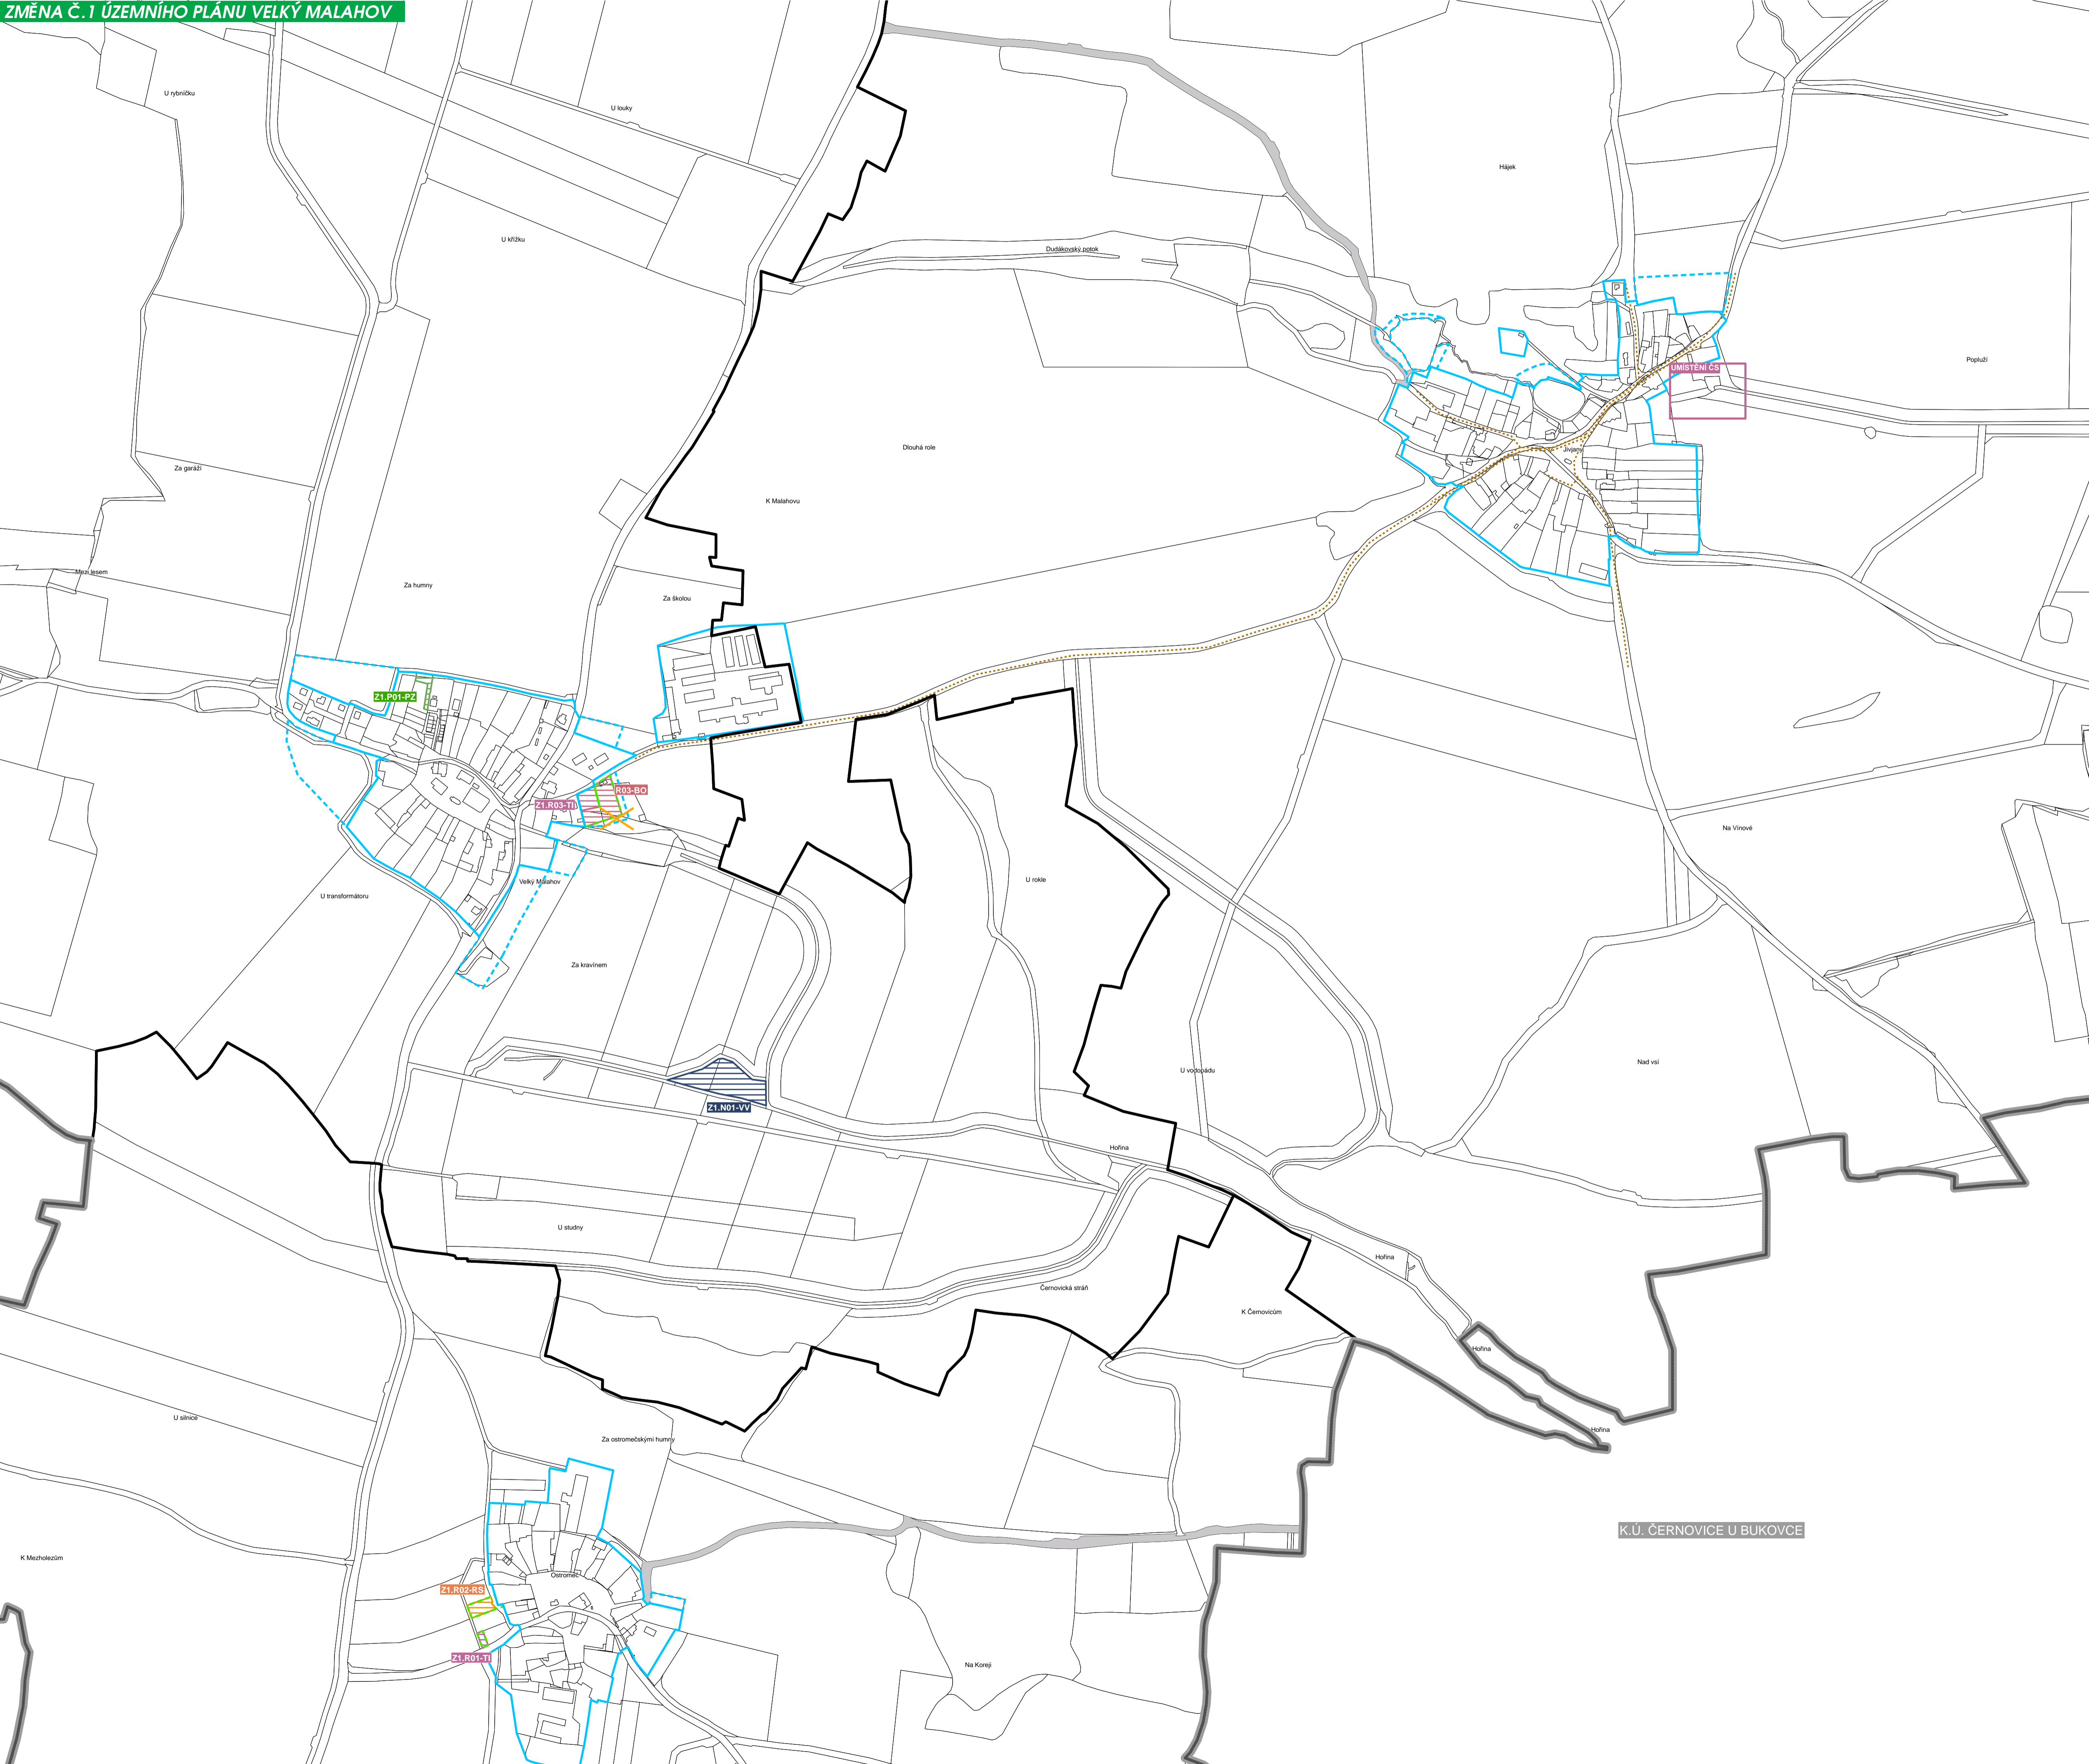 ZMĚNA Č.1 ÚZEMNÍHO PLÁNU VELKÝ MALAHOV
U rybníčku
U louky
Hájek
U křížku
Dudákovský potok
Popluží
UMÍSTĚNÍ ČS
Dlouhá role
Jivjany
Za garáží
K Malahovu
Mezi lesem
Za humny
Za školou
Z1.P01-PZ
R03-BO
Z1.R03-TI
Na Vínové
Velký Malahov
U rokle
U transformátoru
Za kravínem
Nad vsí
U vodopádu
Z1.N01-VV
Hořina
U studny
Hořina
Černovická stráň
K Černovicům
Hořina
U silnice
Hořina
Za ostromečskými humny
K.Ú. ČERNOVICE U BUKOVCE
K Mezholezům
Ostromeč
Z1.R02-RS
Z1.R01-TI
Na Koreji